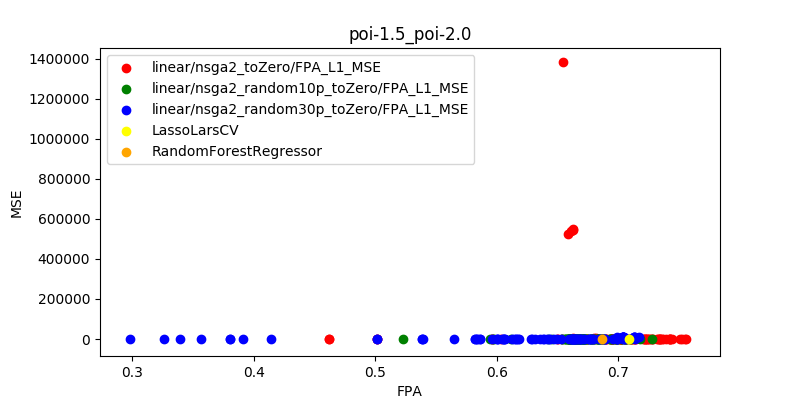 poi-1.5_poi-2.0
1400000
1200000
1000000
800000
600000
400000
200000
0
MSE
linear/nsga2_toZero/FPA_L1_MSE
linear/nsga2_random10p_toZero/FPA_L1_MSE
linear/nsga2_random30p_toZero/FPA_L1_MSE
LassoLarsCV
RandomForestRegressor
0.3 0.4 0.5 0.6 0.7
FPA